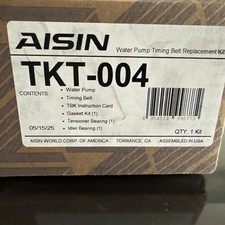 AISIN
Water Pump Timing Belt Replacement Kit
TKT-004
CONTENTS:
• Water Pump
• Timing Belt
• TBK Instruction Card
• Gasket Kit (1)
• Tensioner Bearing (1)
• Idler Bearing (1)
05/15/25
QTY. 1 Kit
AISIN WORLD CORP. OF AMERICA TORRANCE, CA ASSEMBLED IN USA